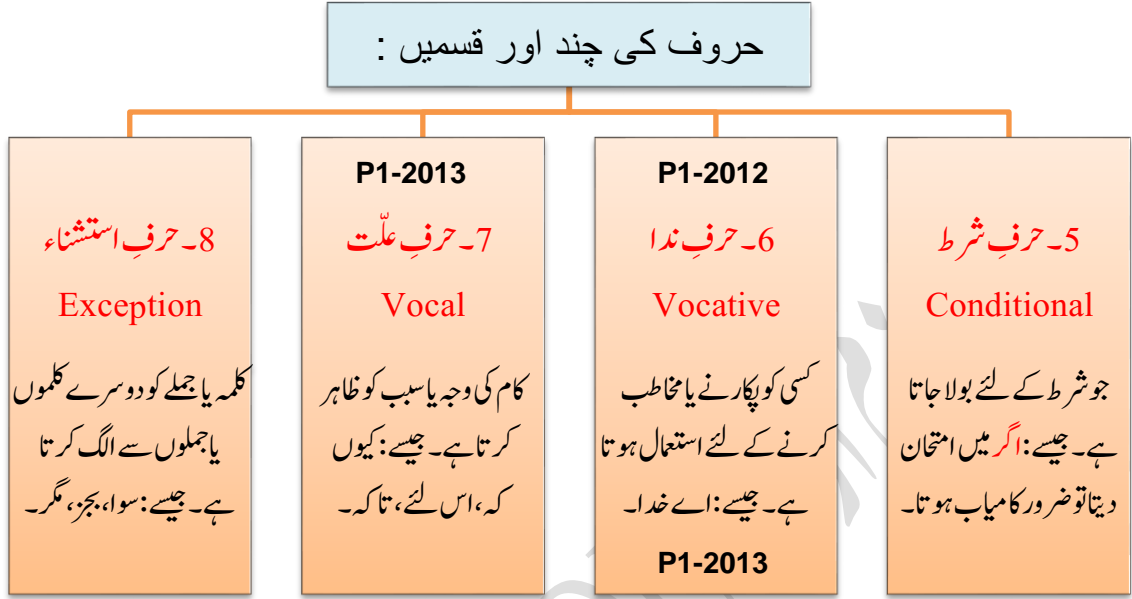 حروف کی چند اور قسمیں :
5۔حرفِ شرط
Conditional
جو شرط کے لئے بولا جاتا
ہے۔ جیسے: اگر میں امتحان
دیتا تو ضرور کامیاب ہوتا۔
P1-2012
6۔حرفِ ندا
Vocative
کسی کو پکارنے یا مخاطب
کرنے کے لئے استعمال ہوتا
ہے۔ جیسے: اے خدا۔
P1-2013
P1-2013
7۔حرفِ علّت
Vocal
کام کی وجہ یا سبب کو ظاہر
کرتا ہے۔ جیسے: کیوں
کہ، اس لئے، تا کہ۔
8۔حرفِ استشناء
Exception
کلمہ یا جملے کو دوسرے کلموں
یا جملوں سے الگ کرتا
ہے۔ جیسے: سوا، بجز، مگر۔